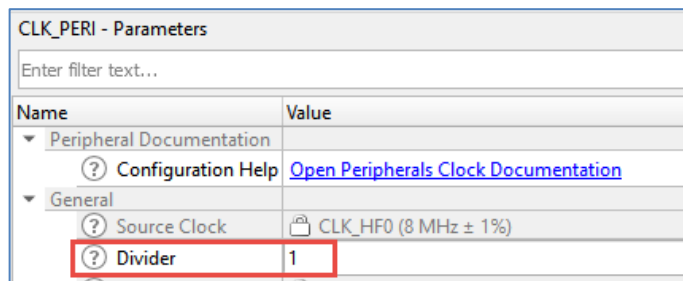 CLK_PERI - Parameters
Enter filter text...
Name Value
Peripheral Documentation
? Configuration Help Open Peripherals Clock Documentation
General
? Source Clock CLK_HF0 (8 MHz ± 1%)
? Divider 1